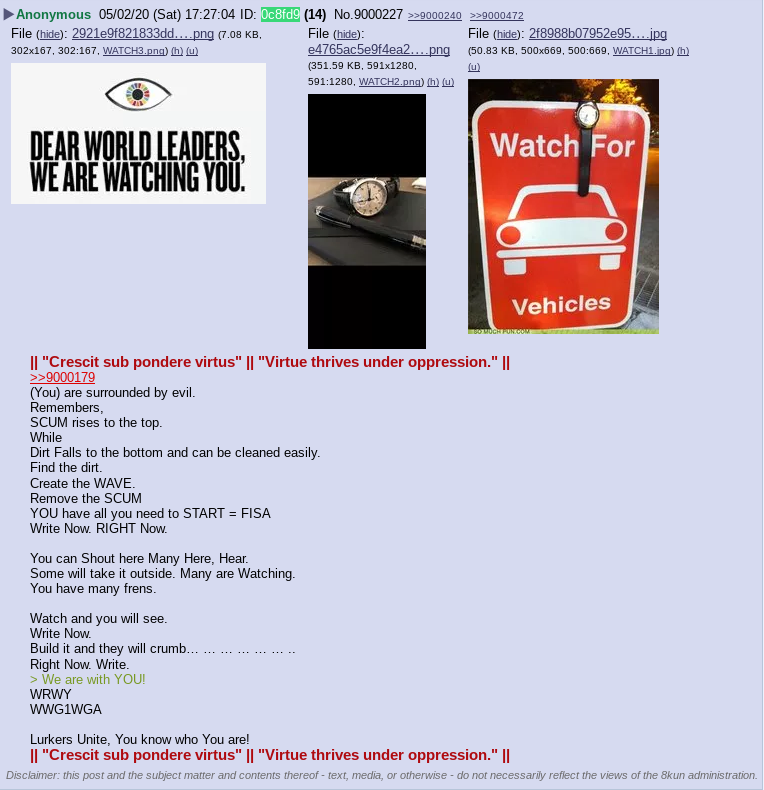 ▶Anonymous 05/02/20 (Sat) 17:27:04 ID: 0c8fd9 (14) No.9000227 >>9000240 >>9000472
File (hide): 2921e9f821833dd….png (7.08 KB, 302x167, 302:167, WATCH3.png) (h) (u)
DEAR WORLD LEADERS,
WE ARE WATCHING YOU.
File (hide):
e4765ac5e9f4ea2….png
(351.59 KB, 591x1280,
591:1280, WATCH2.png) (h) (u)
File (hide): 2f8988b07952e95….jpg
(50.83 KB, 500x669, 500:669, WATCH1.jpg) (h)
(u)
Watch For
Vehicles
SO MUCH PUN.COM
|| "Crescit sub pondere virtus" || "Virtue thrives under oppression." ||
>>9000179
(You) are surrounded by evil.
Remembers,
SCUM rises to the top.
While
Dirt Falls to the bottom and can be cleaned easily.
Find the dirt.
Create the WAVE.
Remove the SCUM
YOU have all you need to START = FISA
Write Now. RIGHT Now.
You can Shout here Many Here, Hear.
Some will take it outside. Many are Watching.
You have many frens.
Watch and you will see.
Write Now.
Build it and they will crumb… … … … … … ..
Right Now. Write.
> We are with YOU!
WRWY
WWG1WGA
Lurkers Unite, You know who You are!
|| "Crescit sub pondere virtus" || "Virtue thrives under oppression." ||
Disclaimer: this post and the subject matter and contents thereof - text, media, or otherwise - do not necessarily reflect the views of the 8kun administration.